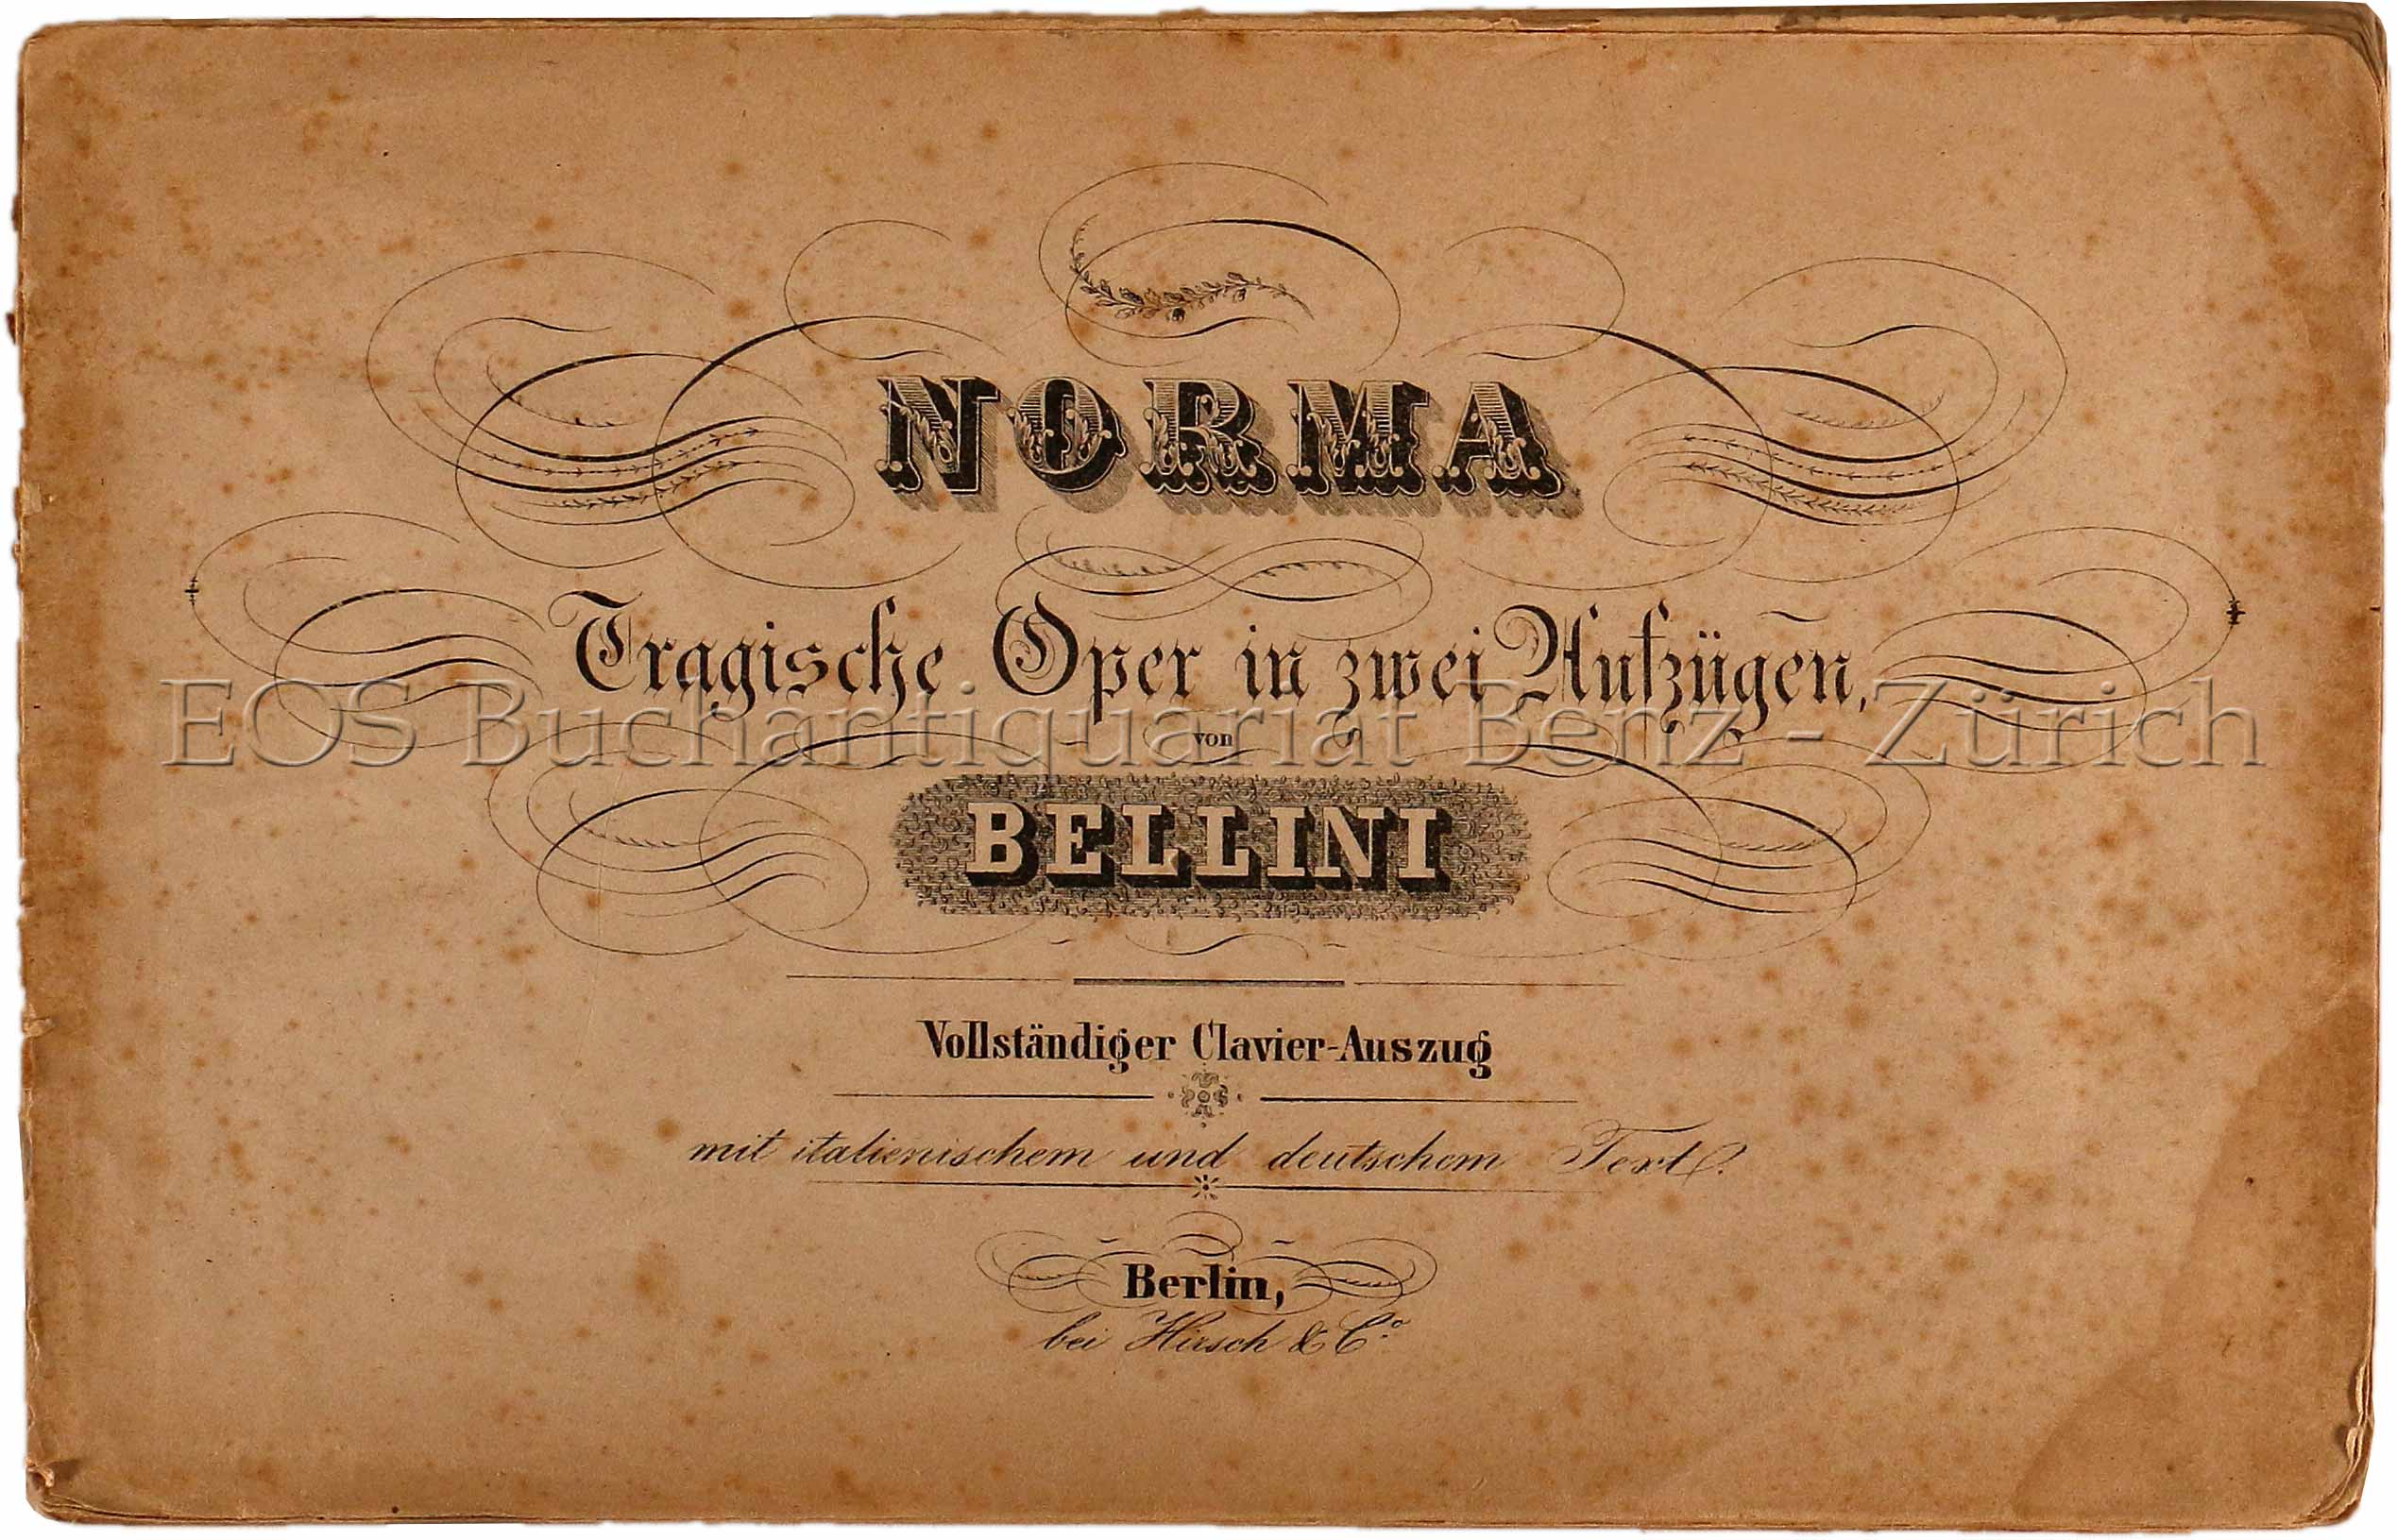 NORMA
Tragische Oper in zwei Aufzügen,
EOS Buchantiquariat Benz - Zürich
von
BELLINI
Vollständiger Clavier-Auszug
mit italienischem und deutschem Text.
Berlin,
bei Hirsch & Co.